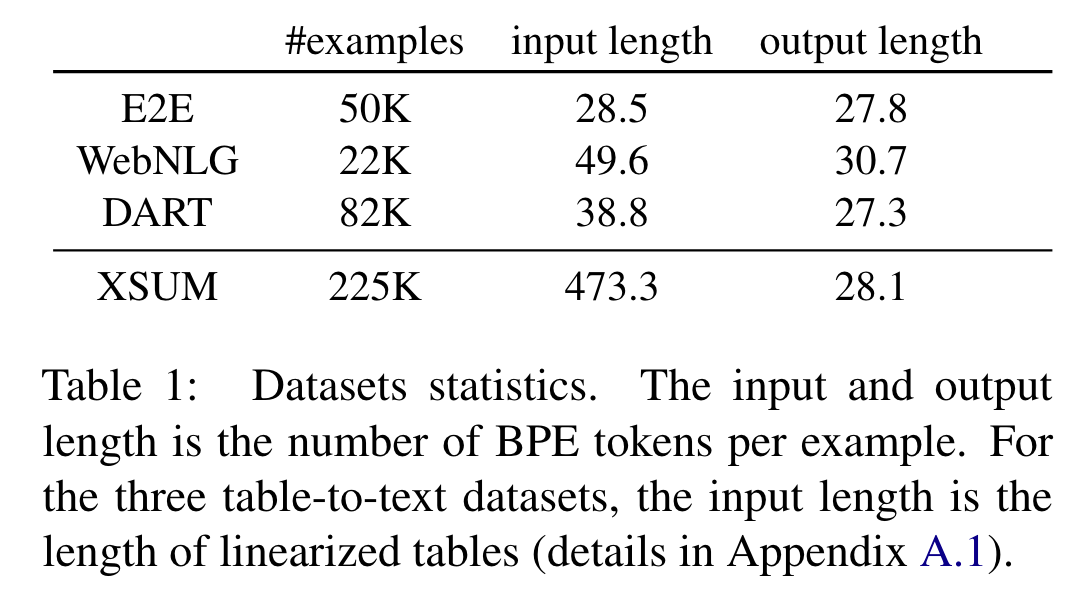 #examples input length output length
E2E 50K 28.5 27.8
WebNLG 22K 49.6 30.7
DART 82K 38.8 27.3
XSUM 225K 473.3 28.1
Table 1: Datasets statistics. The input and output
length is the number of BPE tokens per example. For
the three table-to-text datasets, the input length is the
length of linearized tables (details in Appendix A.1).